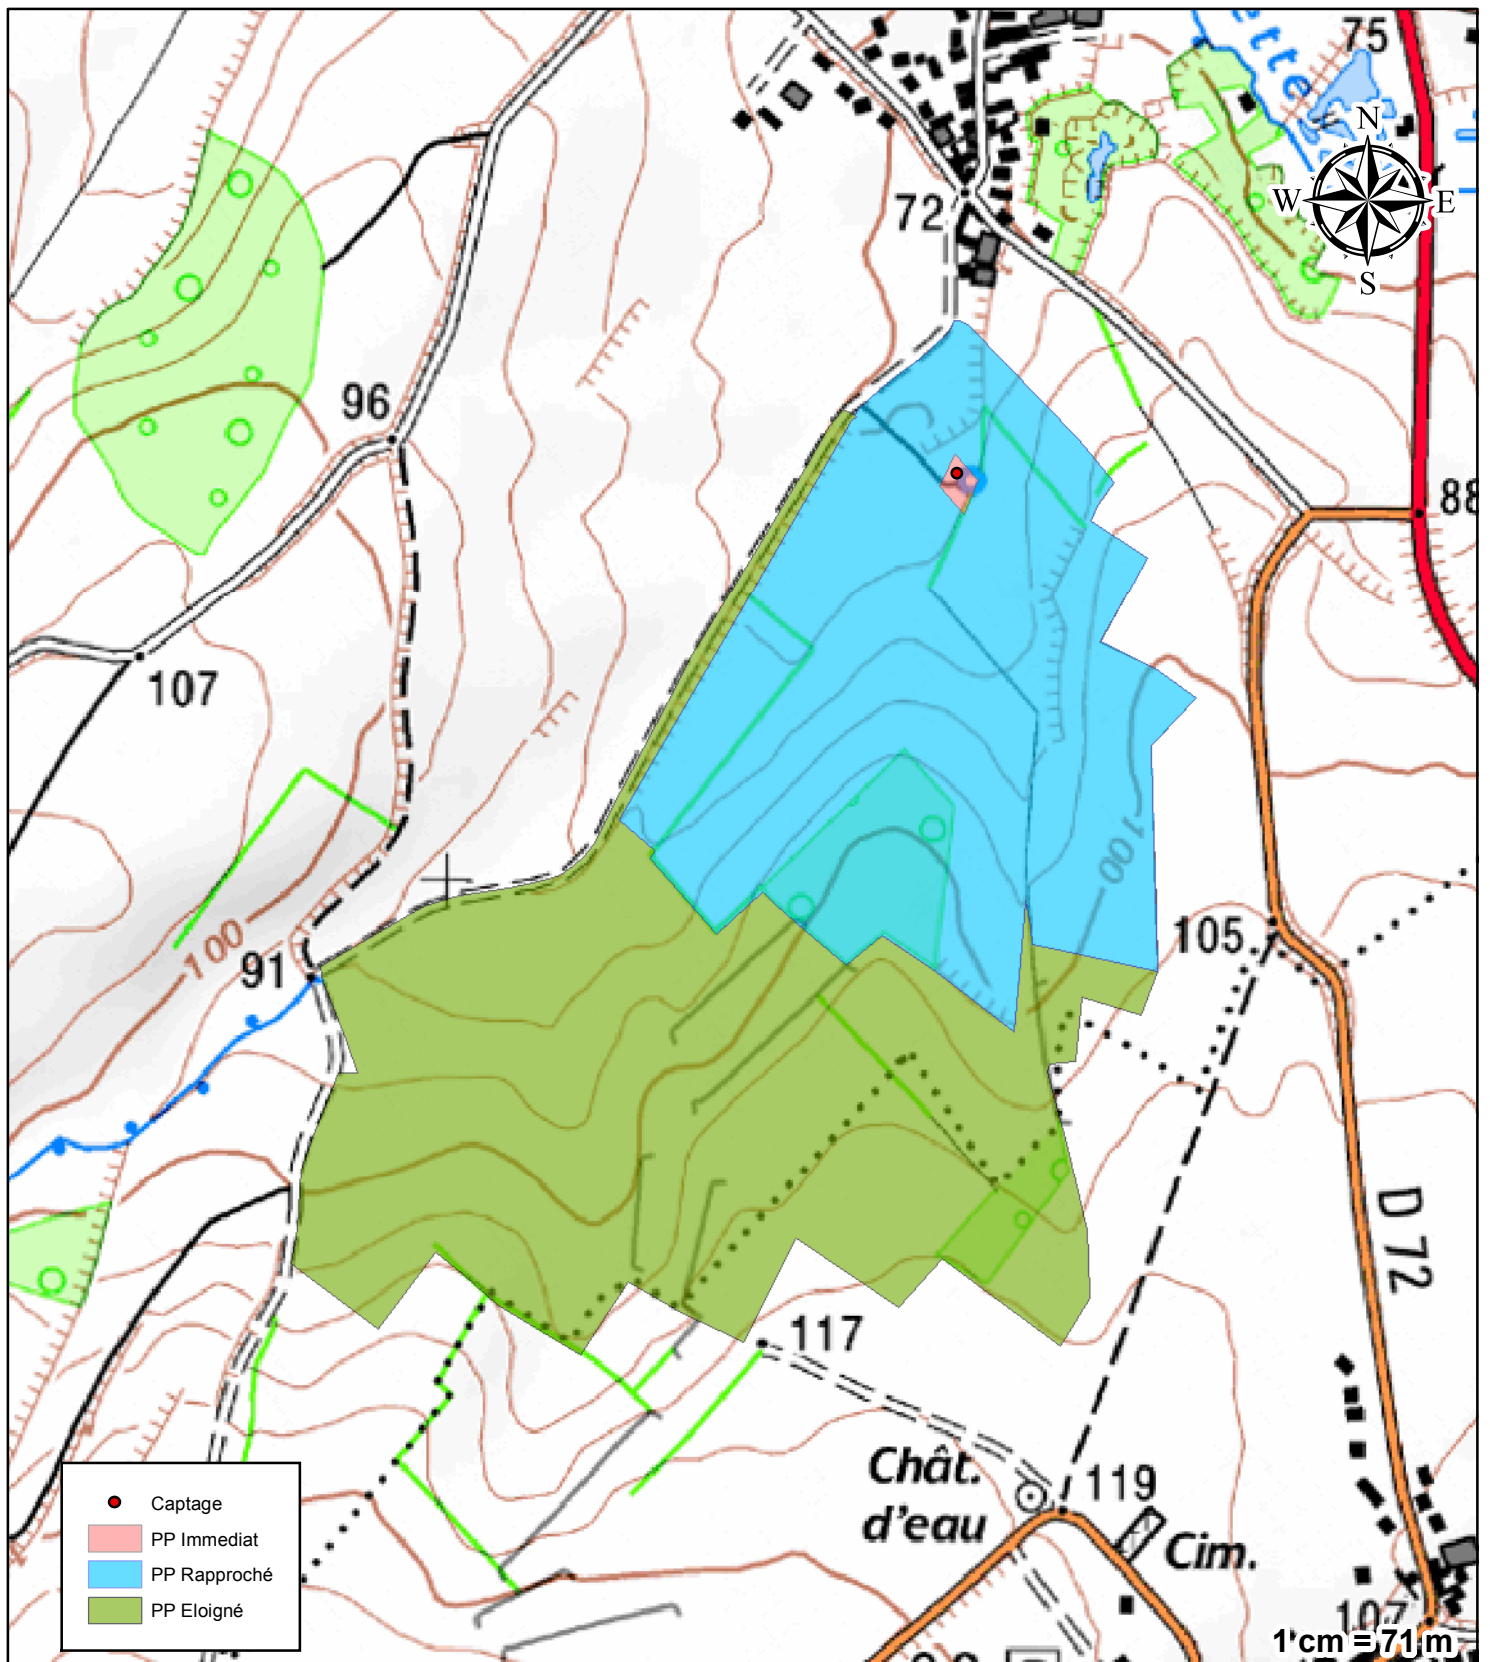 75
N
W E
S
72
96
88
107
100
100
91
105
D 72
117
Chât.
d'eau
119
Cim.
107
Captage
PP Immediat
PP Rapproché
PP Eloigné
1 cm = 71 m